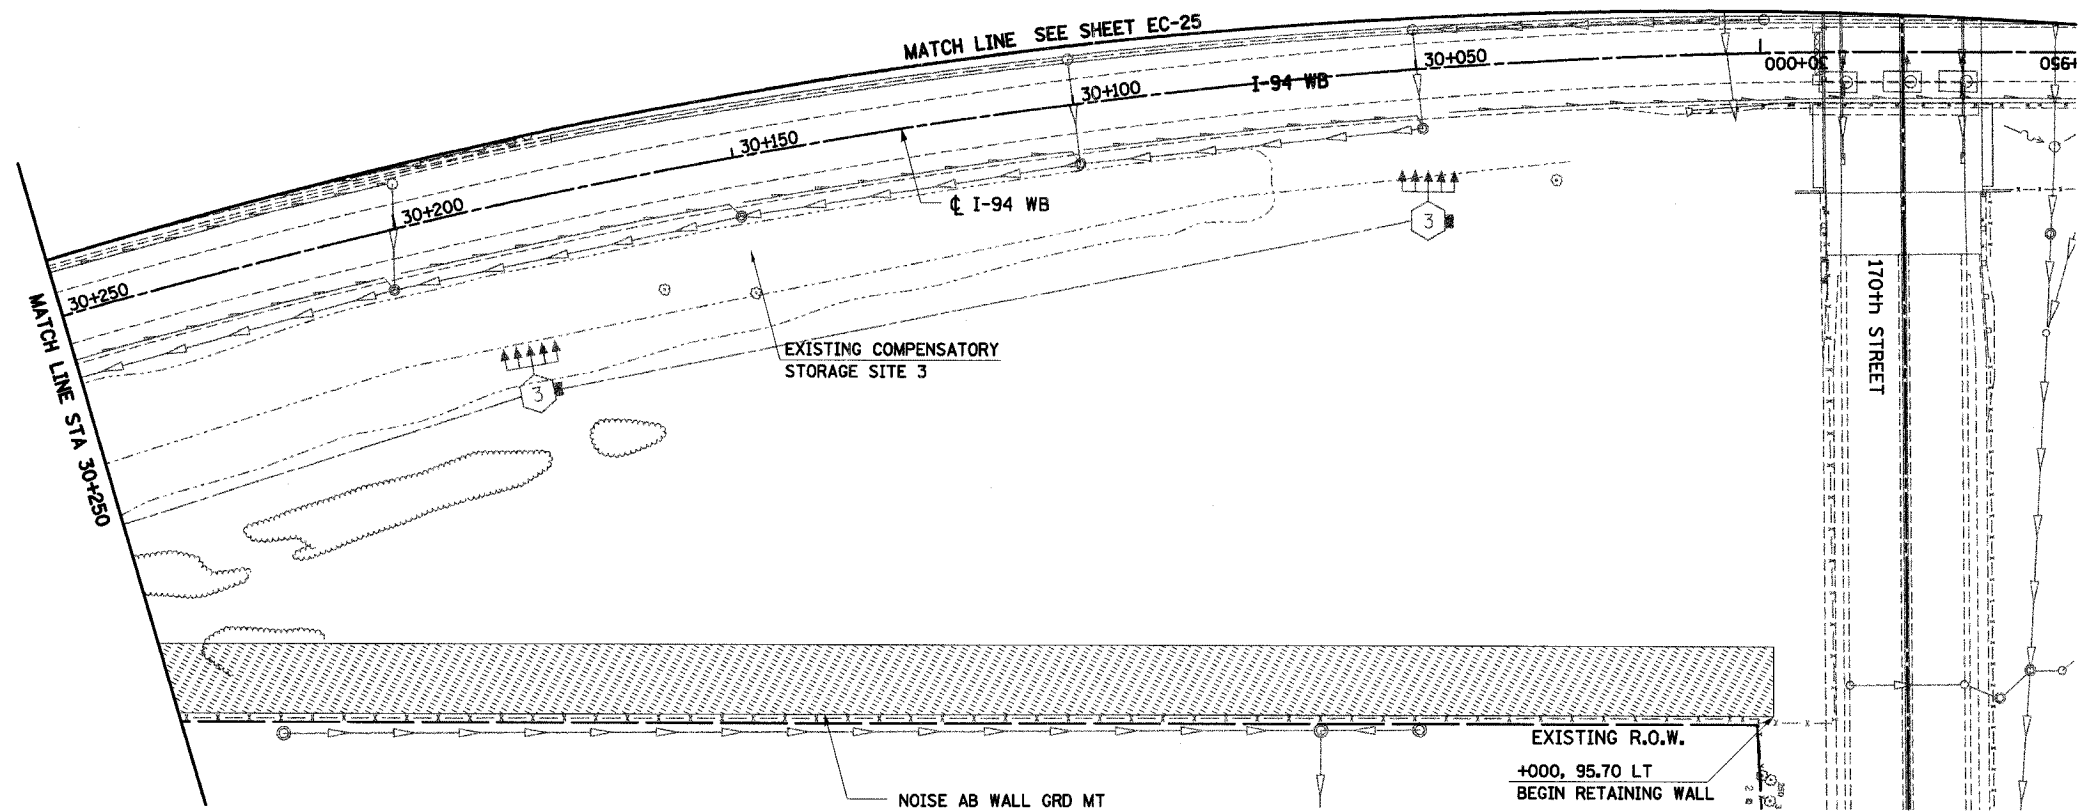 MATCH LINE SEE SHEET EC-25
30+050
30+000
I-94 WB
30+100
30+150
30+200
℄ I-94 WB
3
30+250
MATCH LINE STA 30+250
EXISTING COMPENSATORY
STORAGE SITE 3
3
170th STREET
EXISTING R.O.W.
+000, 95.70 LT
BEGIN RETAINING WALL
NOISE AB WALL GRD MT